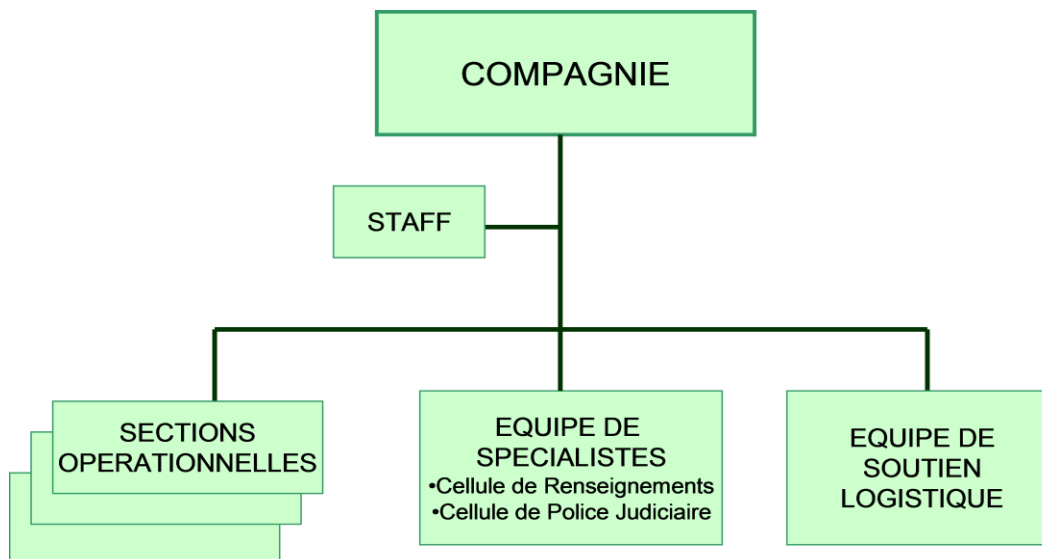 COMPAGNIE
STAFF
SECTIONS
OPERATIONNELLES
EQUIPE DE
SPECIALISTES
•Cellule de Renseignements
•Cellule de Police Judiciaire
EQUIPE DE
SOUTIEN
LOGISTIQUE